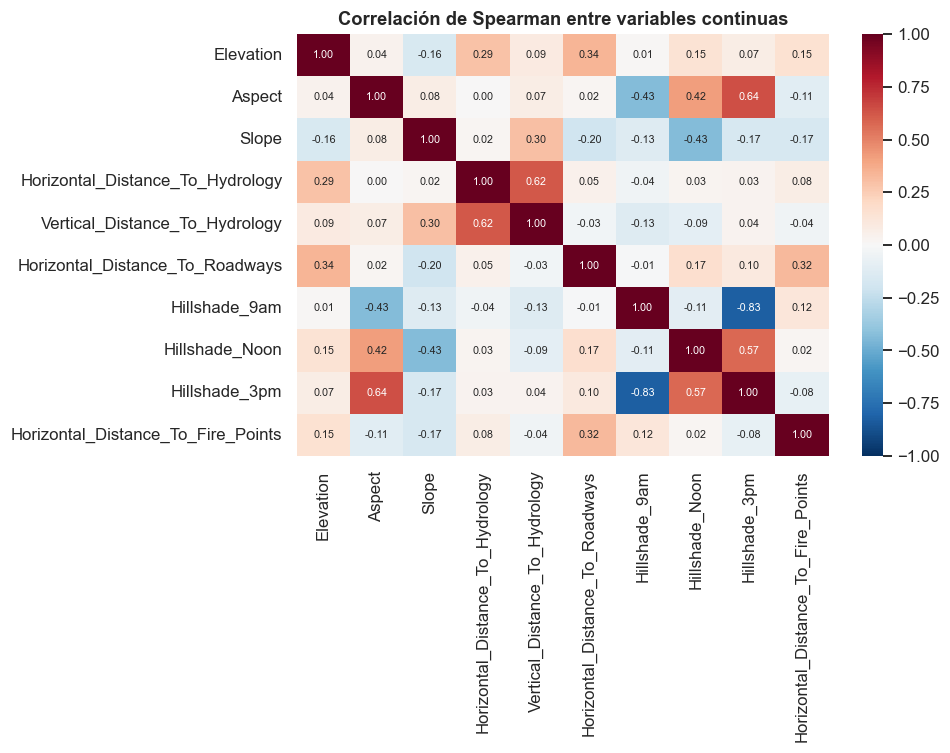 Correlación de Spearman entre variables continuas
Elevation 1.00 0.04 -0.16 0.29 0.09 0.34 0.01 0.15 0.07 0.15
Aspect 0.04 1.00 0.08 0.00 0.07 0.02 -0.43 0.42 0.64 -0.11
Slope -0.16 0.08 1.00 0.02 0.30 -0.20 -0.13 -0.43 -0.17 -0.17
Horizontal_Distance_To_Hydrology 0.29 0.00 0.02 1.00 0.62 0.05 -0.04 0.03 0.03 0.08
Vertical_Distance_To_Hydrology 0.09 0.07 0.30 0.62 1.00 -0.03 -0.13 -0.09 0.04 -0.04
Horizontal_Distance_To_Roadways 0.34 0.02 -0.20 0.05 -0.03 1.00 -0.01 0.17 0.10 0.32
Hillshade_9am 0.01 -0.43 -0.13 -0.04 -0.13 -0.01 1.00 -0.11 -0.83 0.12
Hillshade_Noon 0.15 0.42 -0.43 0.03 -0.09 0.17 -0.11 1.00 0.57 0.02
Hillshade_3pm 0.07 0.64 -0.17 0.03 0.04 0.10 -0.83 0.57 1.00 -0.08
Horizontal_Distance_To_Fire_Points 0.15 -0.11 -0.17 0.08 -0.04 0.32 0.12 0.02 -0.08 1.00
Elevation
Aspect
Slope
Horizontal_Distance_To_Hydrology
Vertical_Distance_To_Hydrology
Horizontal_Distance_To_Roadways
Hillshade_9am
Hillshade_Noon
Hillshade_3pm
Horizontal_Distance_To_Fire_Points
1.00
0.75
0.50
0.25
0.00
−0.25
−0.50
−0.75
−1.00